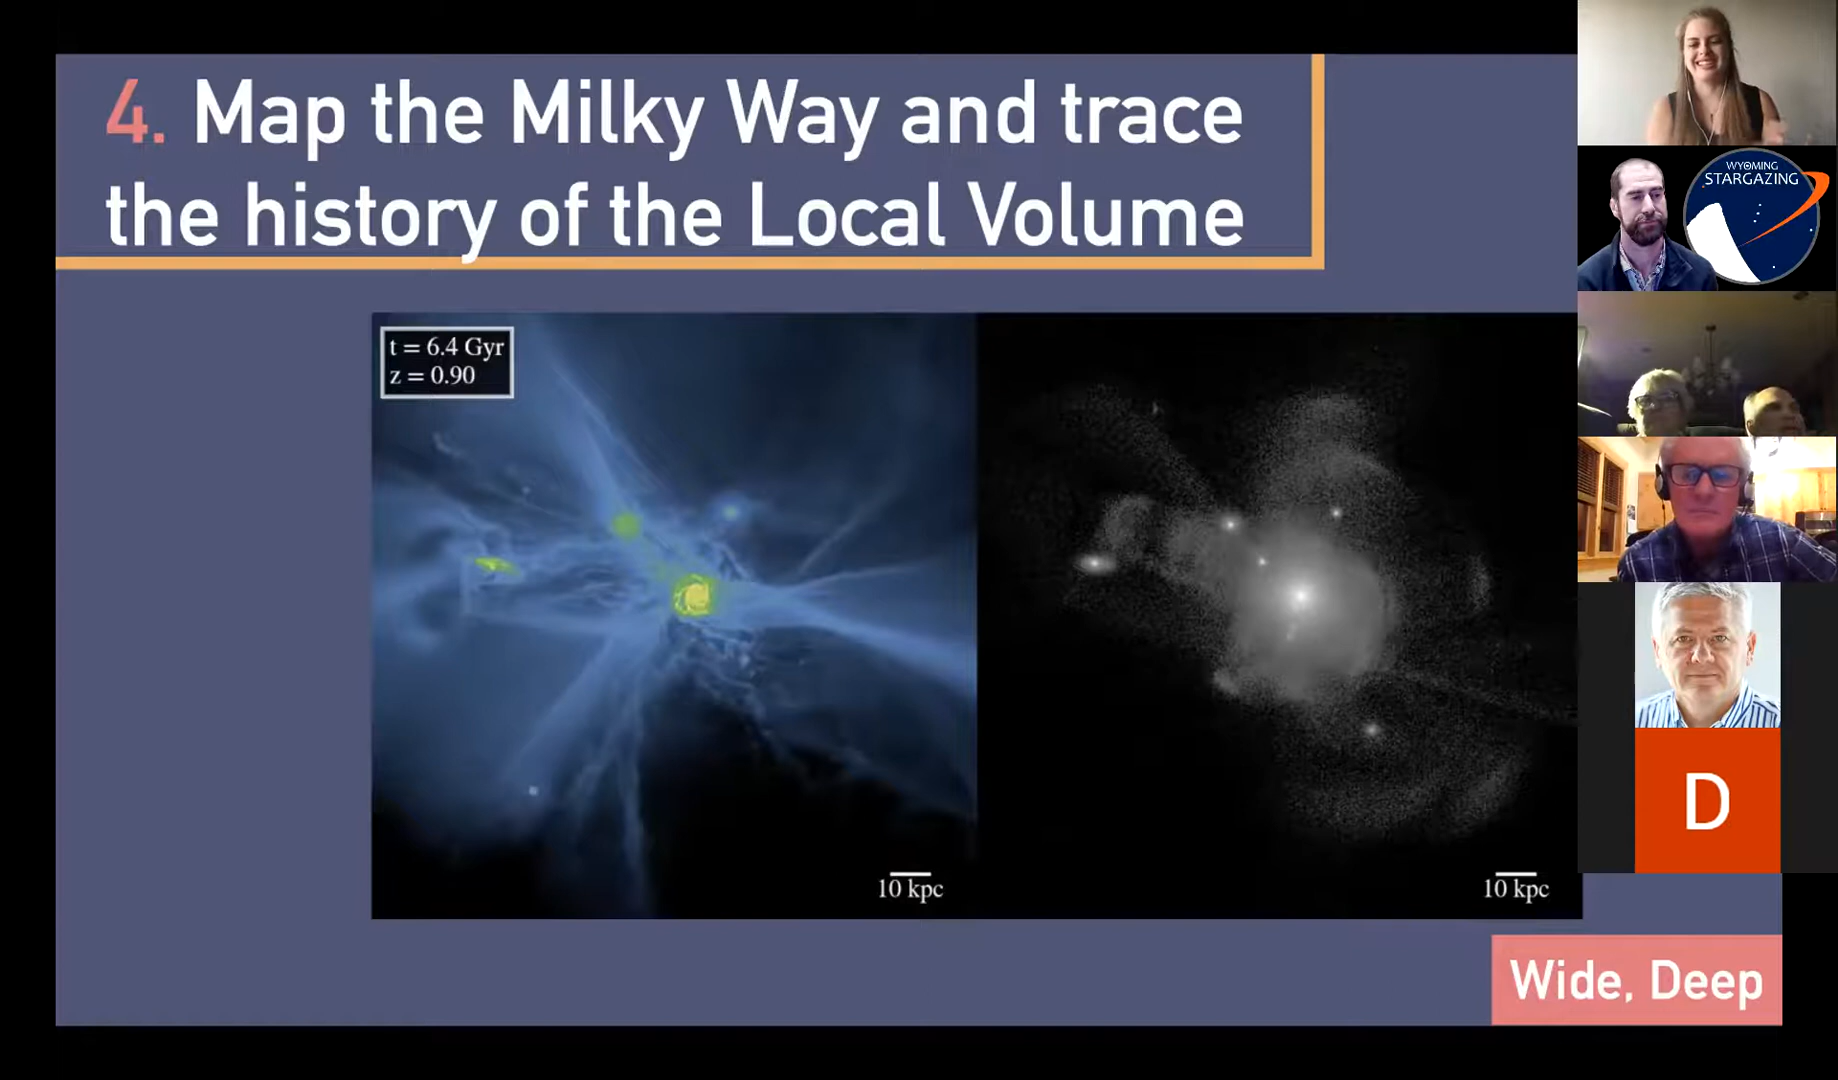 4. Map the Milky Way and trace
the history of the Local Volume
t = 6.4 Gyr
z = 0.90
10 kpc
10 kpc
Wide, Deep
WYOMING
STARGAZING
D